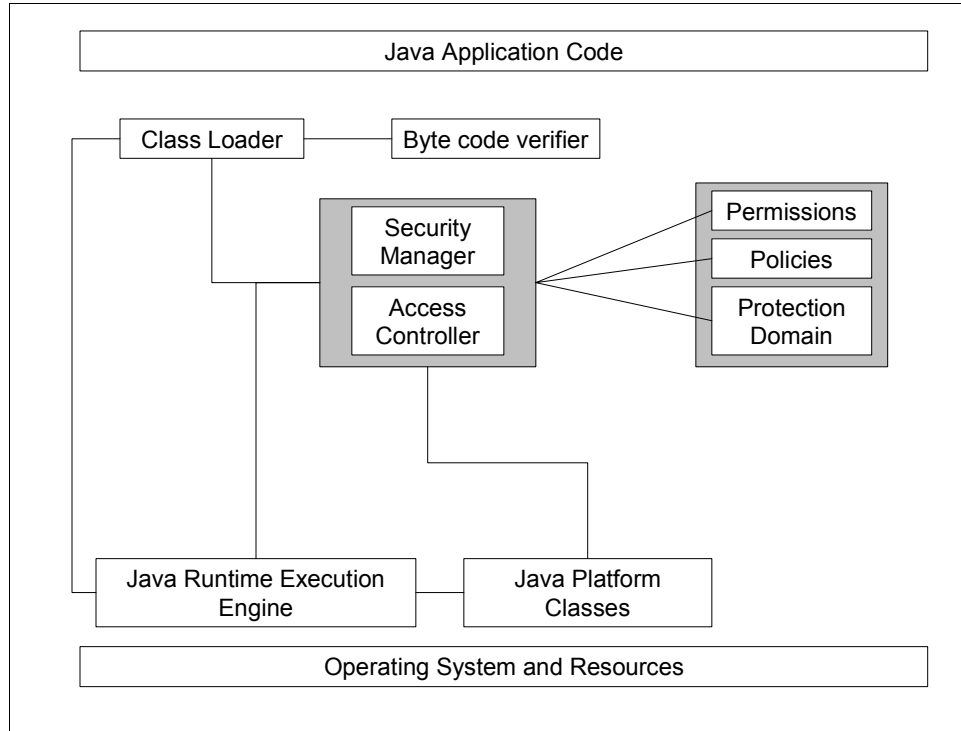 Java Application Code
Class Loader
Byte code verifier
Security
Manager
Access
Controller
Permissions
Policies
Protection
Domain
Java Runtime Execution
Engine
Java Platform
Classes
Operating System and Resources